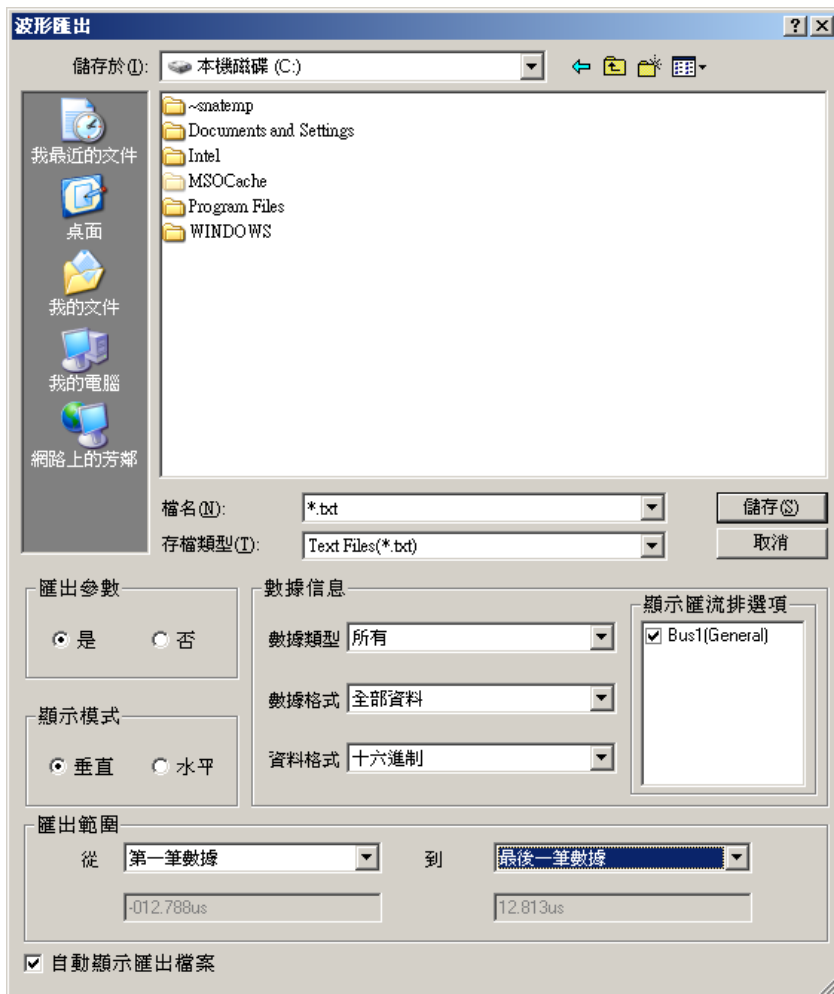 波形匯出
儲存於(I): 本機磁碟 (C:)
我最近的文件
桌面
我的文件
我的電腦
網路上的芳鄰
~snatemp
Documents and Settings
Intel
MSOCache
Program Files
WINDOWS
檔名(N): *.txt 儲存(S)
存檔類型(T): Text Files(*.txt) 取消
匯出參數
是 否
顯示模式
垂直 水平
數據信息
數據類型 所有
數據格式 全部資料
資料格式 十六進制
顯示匯流排選項
Bus1(General)
匯出範圍
從 第一筆數據 到 最後一筆數據
-012.788us 12.813us
自動顯示匯出檔案